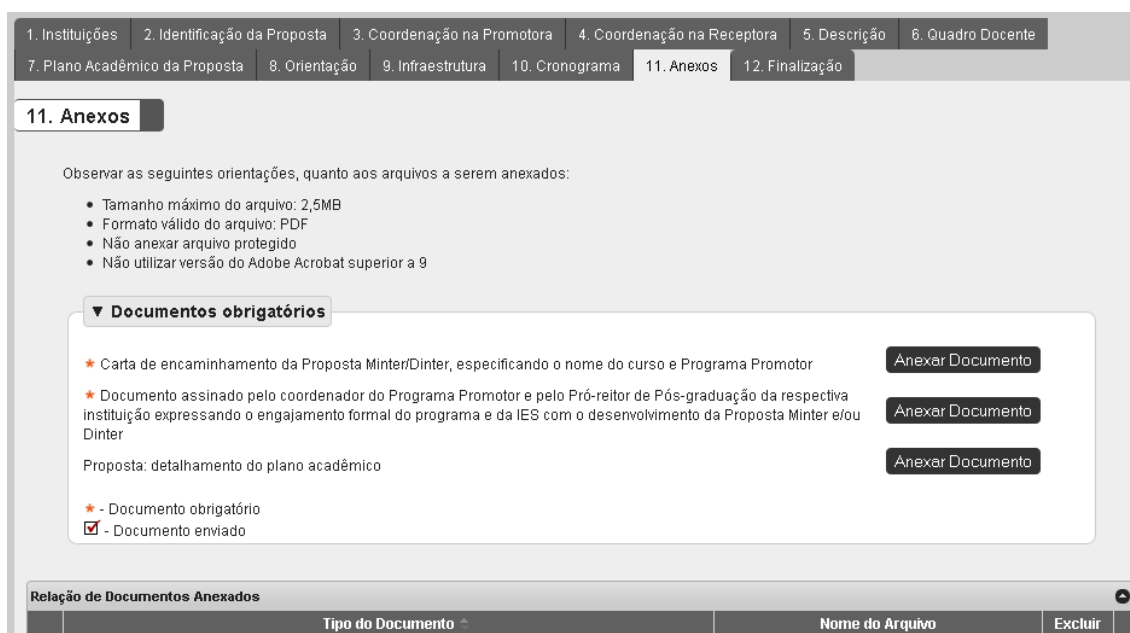 1. Instituições 2. Identificação da Proposta 3. Coordenação na Promotora 4. Coordenação na Receptora 5. Descrição 6. Quadro Docente
7. Plano Acadêmico da Proposta 8. Orientação 9. Infraestrutura 10. Cronograma 11. Anexos 12. Finalização
11. Anexos
Observar as seguintes orientações, quanto aos arquivos a serem anexados:
• Tamanho máximo do arquivo: 2,5MB
• Formato válido do arquivo: PDF
• Não anexar arquivo protegido
• Não utilizar versão do Adobe Acrobat superior a 9
▼ Documentos obrigatórios
* Carta de encaminhamento da Proposta Minter/Dinter, especificando o nome do curso e Programa Promotor Anexar Documento
* Documento assinado pelo coordenador do Programa Promotor e pelo Pró-reitor de Pós-graduação da respectiva
instituição expressando o engajamento formal do programa e da IES com o desenvolvimento da Proposta Minter e/ou Anexar Documento
Dinter
Proposta: detalhamento do plano acadêmico Anexar Documento
* - Documento obrigatório
- Documento enviado
Relação de Documentos Anexados
Tipo do Documento Nome do Arquivo Excluir